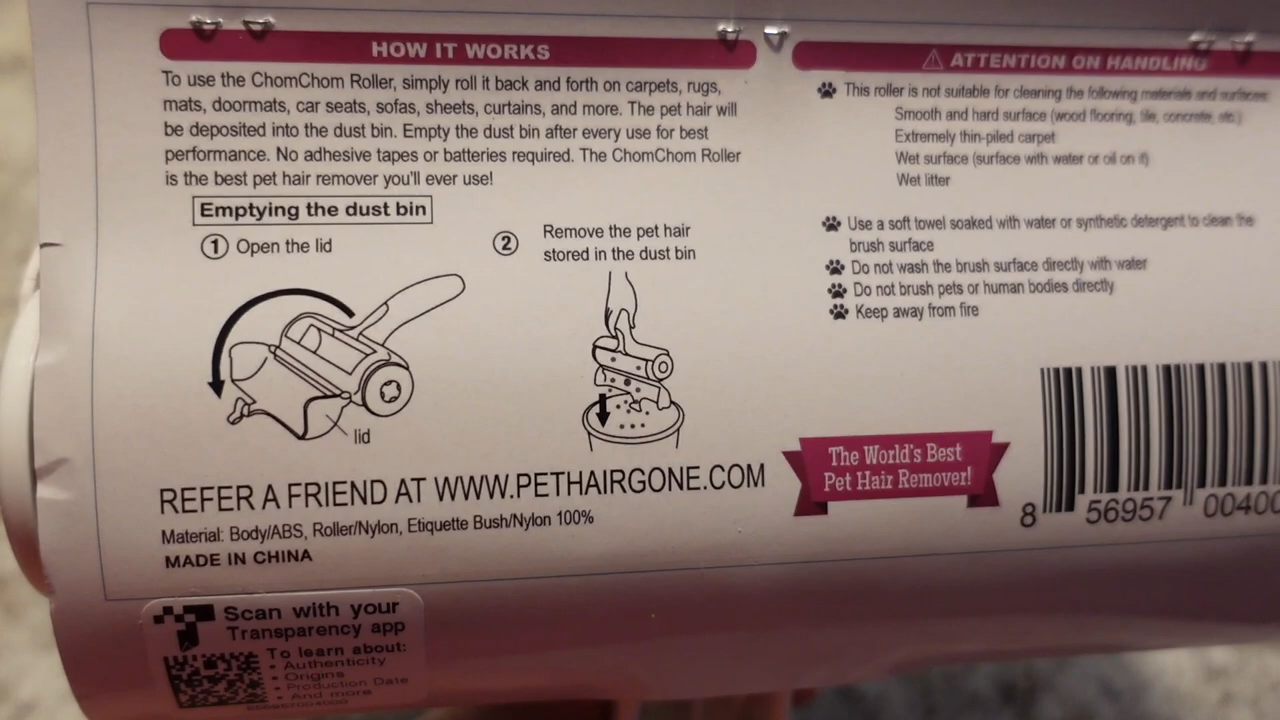 HOW IT WORKS
To use the ChomChom Roller, simply roll it back and forth on carpets, rugs,
mats, doormats, car seats, sofas, sheets, curtains, and more. The pet hair will
be deposited into the dust bin. Empty the dust bin after every use for best
performance. No adhesive tapes or batteries required. The ChomChom Roller
is the best pet hair remover you'll ever use!
Emptying the dust bin
1 Open the lid
2 Remove the pet hair
stored in the dust bin
lid
REFER A FRIEND AT WWW.PETHAIRGONE.COM
Material: Body/ABS, Roller/Nylon, Etiquette Bush/Nylon 100%
MADE IN CHINA
ATTENTION ON HANDLING
This roller is not suitable for cleaning the following materials and surfaces:
Smooth and hard surface (wood flooring, tile, concrete, etc.)
Extremely thin-piled carpet
Wet surface (surface with water or oil on it)
Wet litter
Use a soft towel soaked with water or synthetic detergent to clean the
brush surface
Do not wash the brush surface directly with water
Do not brush pets or human bodies directly
Keep away from fire
The World's Best
Pet Hair Remover!
8 56957 00400
Scan with your
Transparency app
To learn about:
• Authenticity
• Origins
• Production Date
• And more